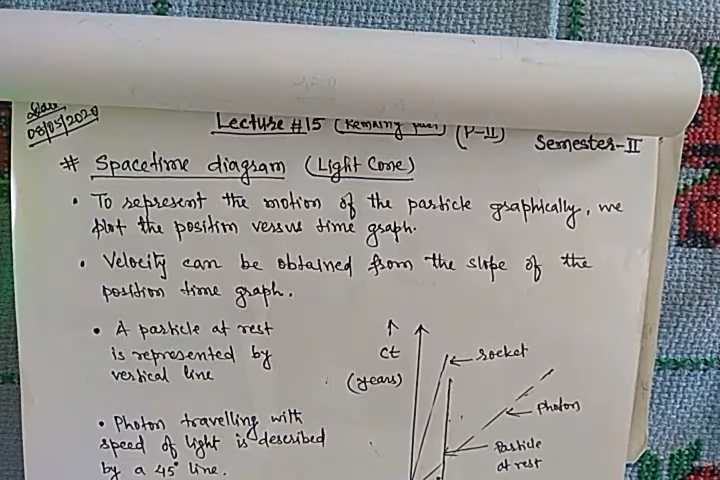 Date
08/05/2020
Lecture #15 (Remaining part) (P-II)
Semester-II
# Spacetime diagram (Light Cone)
• To represent the motion of the particle graphically, we
plot the position versus time graph.
• Velocity can be obtained from the slope of the
position time graph.
• A particle at rest
is represented by
vertical line
• Photon travelling with
speed of light is described
by a 45° line.
↑
ct
(years)
rocket
Photon
Particle
at rest